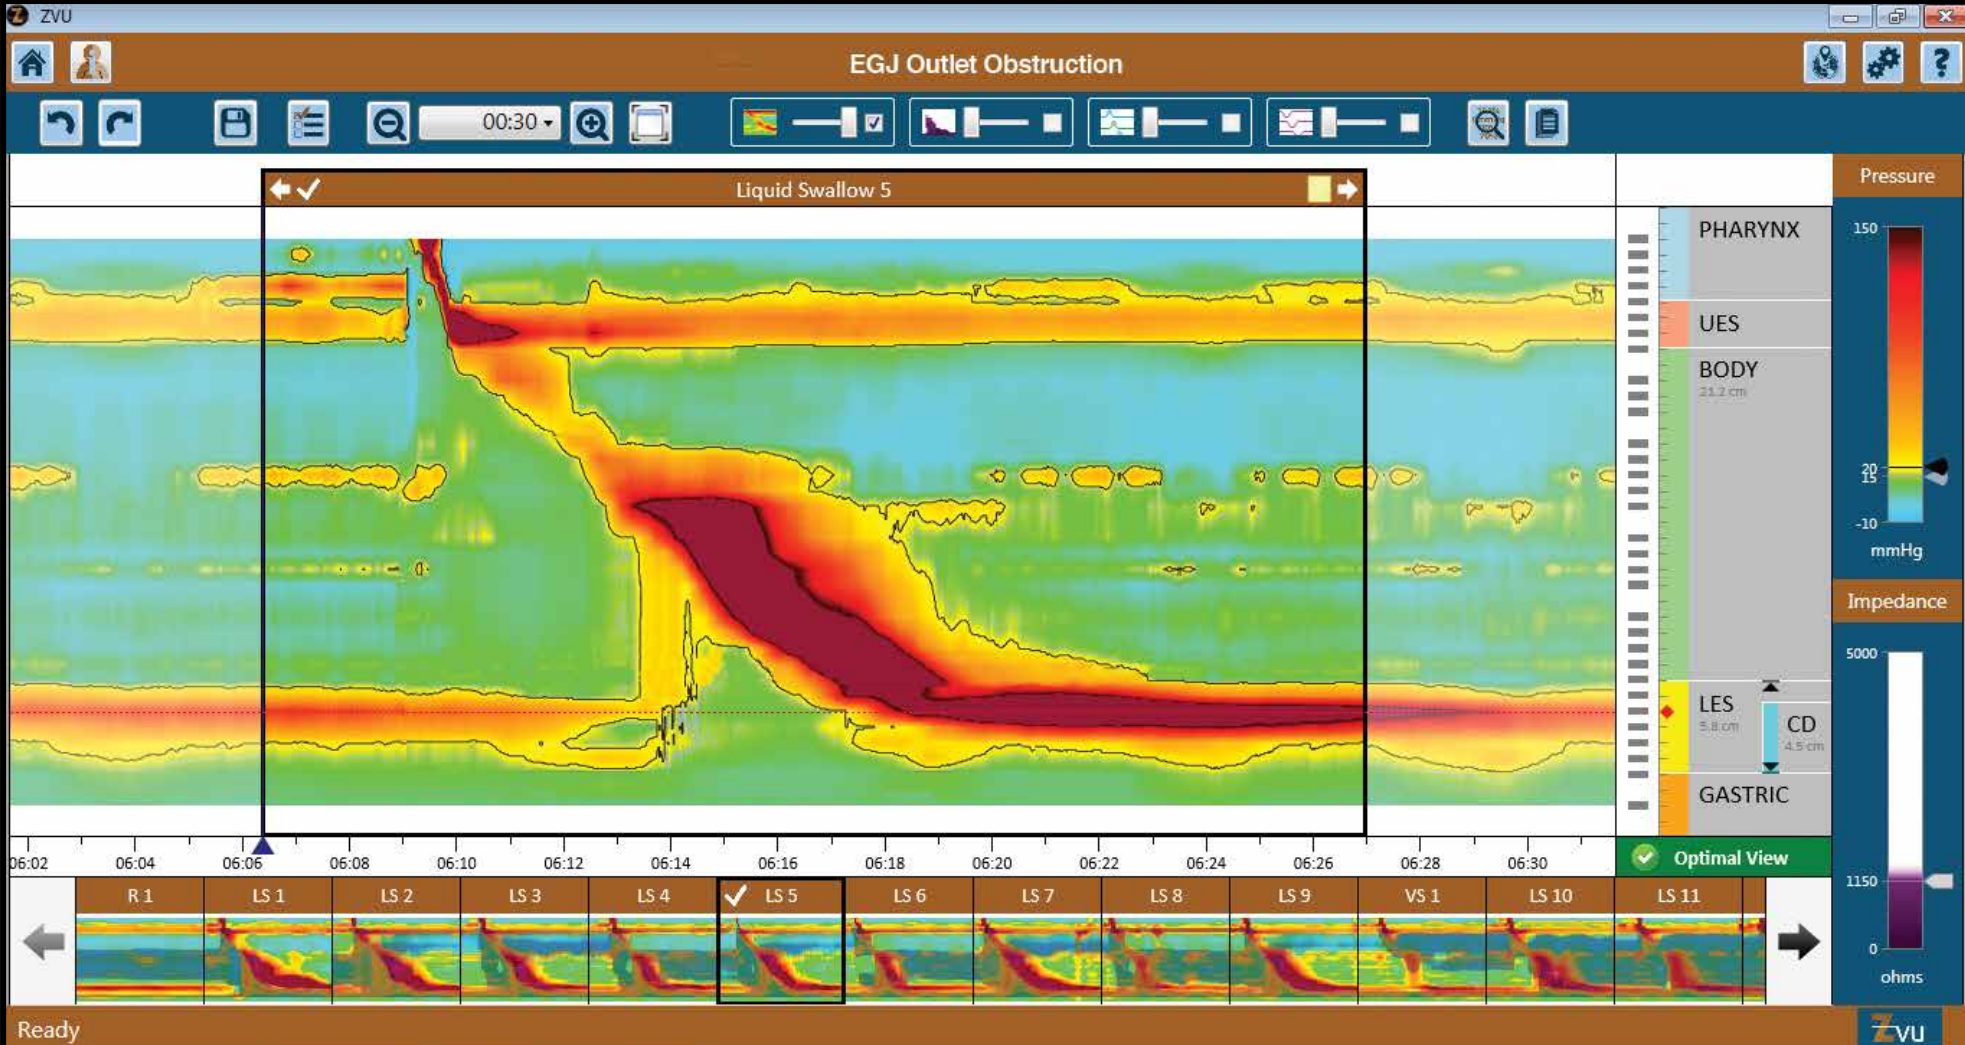 ZVU
EGJ Outlet Obstruction
?
00:30
Liquid Swallow 5
Pressure
150
20
15
-10
mmHg
PHARYNX
UES
BODY
21.2 cm
LES
5.8 cm
CD
4.5 cm
GASTRIC
Impedance
5000
1150
0
ohms
06:02 06:04 06:06 06:08 06:10 06:12 06:14 06:16 06:18 06:20 06:22 06:24 06:26 06:28 06:30
Optimal View
R 1 LS 1 LS 2 LS 3 LS 4 LS 5 LS 6 LS 7 LS 8 LS 9 VS 1 LS 10 LS 11
Ready
ZVU